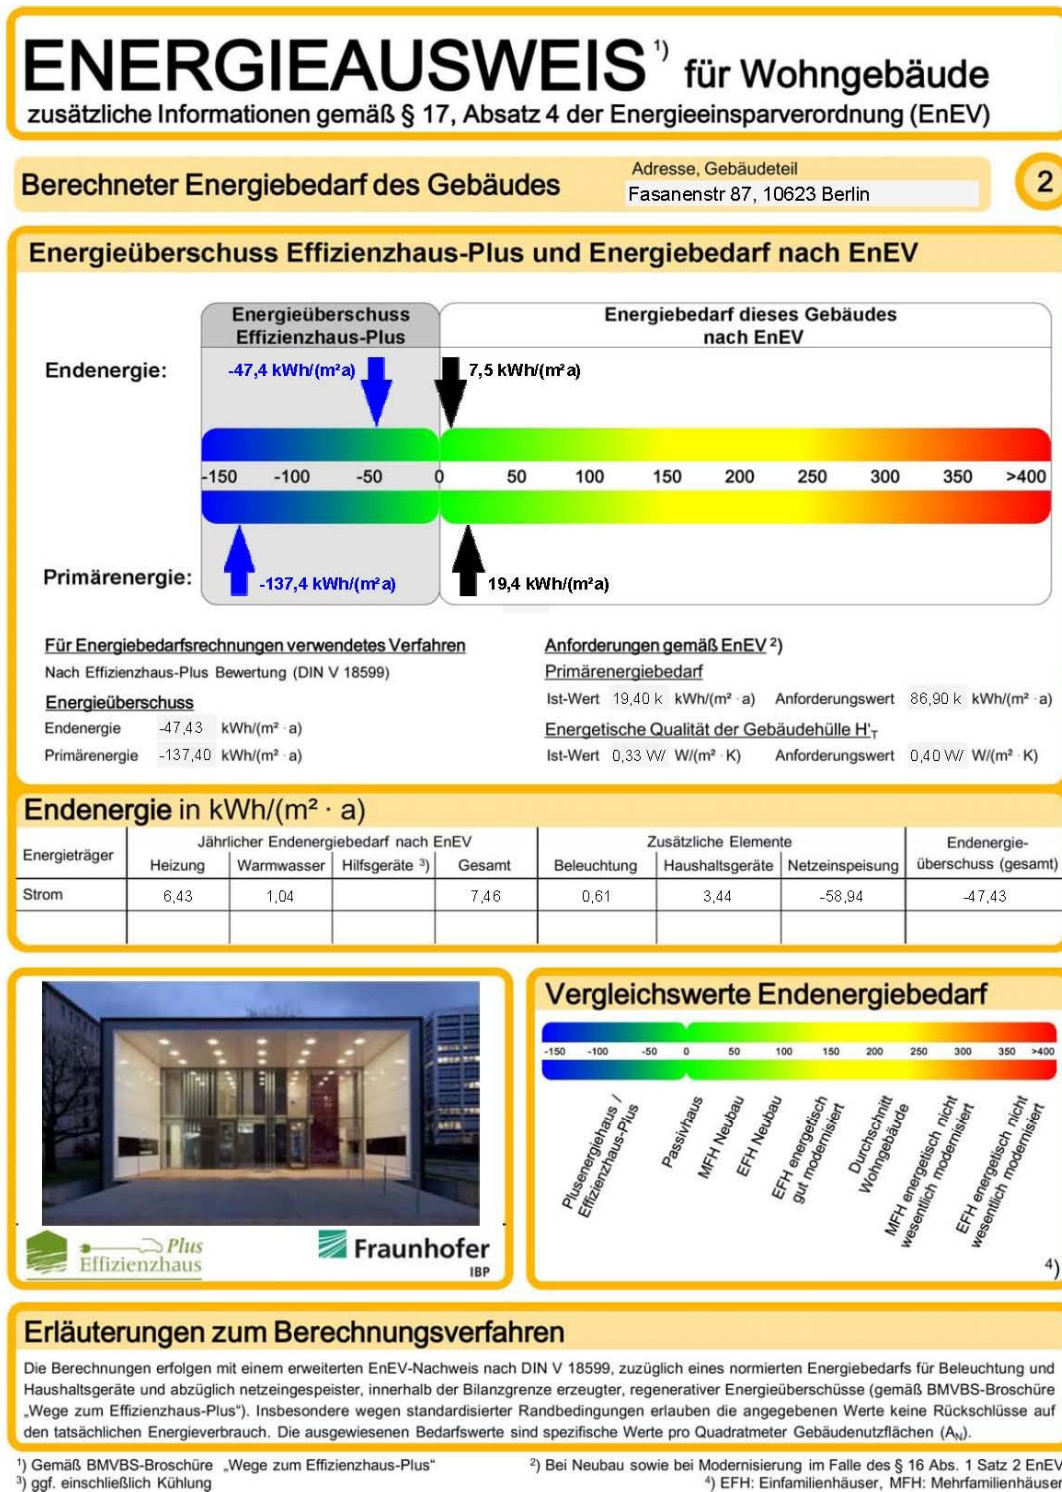 ENERGIEAUSWEIS ¹) für Wohngebäude
zusätzliche Informationen gemäß § 17, Absatz 4 der Energieeinsparverordnung (EnEV)
Berechneter Energiebedarf des Gebäudes
Adresse, Gebäudeteil
Fasanenstr 87, 10623 Berlin
2
Energieüberschuss Effizienzhaus-Plus und Energiebedarf nach EnEV
Energieüberschuss
Effizienzhaus-Plus
Energiebedarf dieses Gebäudes
nach EnEV
Endenergie:
-47,4 kWh/(m²a)
7,5 kWh/(m²a)
-150 -100 -50 0 50 100 150 200 250 300 350 >400
Primärenergie:
-137,4 kWh/(m²a)
19,4 kWh/(m²a)
Für Energiebedarfsrechnungen verwendetes Verfahren
Nach Effizienzhaus-Plus Bewertung (DIN V 18599)
Energieüberschuss
Endenergie -47,43 kWh/(m² · a)
Primärenergie -137,40 kWh/(m² · a)
Anforderungen gemäß EnEV ²)
Primärenergiebedarf
Ist-Wert 19,40 k kWh/(m² · a) Anforderungswert 86,90 k kWh/(m² · a)
Energetische Qualität der Gebäudehülle H'T
Ist-Wert 0,33 W/ W/(m² · K) Anforderungswert 0,40 W/ W/(m² · K)
Endenergie in kWh/(m² · a)
Energieträger
Jährlicher Endenergiebedarf nach EnEV
Zusätzliche Elemente
Endenergie-
überschuss (gesamt)
Heizung Warmwasser Hilfsgeräte ³) Gesamt Beleuchtung Haushaltsgeräte Netzeinspeisung
Strom 6,43 1,04 7,46 0,61 3,44 -58,94 -47,43
Plus
Effizienzhaus
Fraunhofer
IBP
Vergleichswerte Endenergiebedarf
-150 -100 -50 0 50 100 150 200 250 300 350 >400
Plusenergiehaus /
Effizienzhaus-Plus
Passivhaus
MFH Neubau
EFH Neubau
EFH energetisch
gut modernisiert
Durchschnitt
Wohngebäude
MFH energetisch nicht
wesentlich modernisiert
EFH energetisch nicht
wesentlich modernisiert
⁴)
Erläuterungen zum Berechnungsverfahren
Die Berechnungen erfolgen mit einem erweiterten EnEV-Nachweis nach DIN V 18599, zuzüglich eines normierten Energiebedarfs für Beleuchtung und
Haushaltsgeräte und abzüglich netzeingespeister, innerhalb der Bilanzgrenze erzeugter, regenerativer Energieüberschüsse (gemäß BMVBS-Broschüre
„Wege zum Effizienzhaus-Plus“). Insbesondere wegen standardisierter Randbedingungen erlauben die angegebenen Werte keine Rückschlüsse auf
den tatsächlichen Energieverbrauch. Die ausgewiesenen Bedarfswerte sind spezifische Werte pro Quadratmeter Gebäudenutzflächen (AN).
¹) Gemäß BMVBS-Broschüre „Wege zum Effizienzhaus-Plus“
²) Bei Neubau sowie bei Modernisierung im Falle des § 16 Abs. 1 Satz 2 EnEV
³) ggf. einschließlich Kühlung
⁴) EFH: Einfamilienhäuser, MFH: Mehrfamilienhäuser